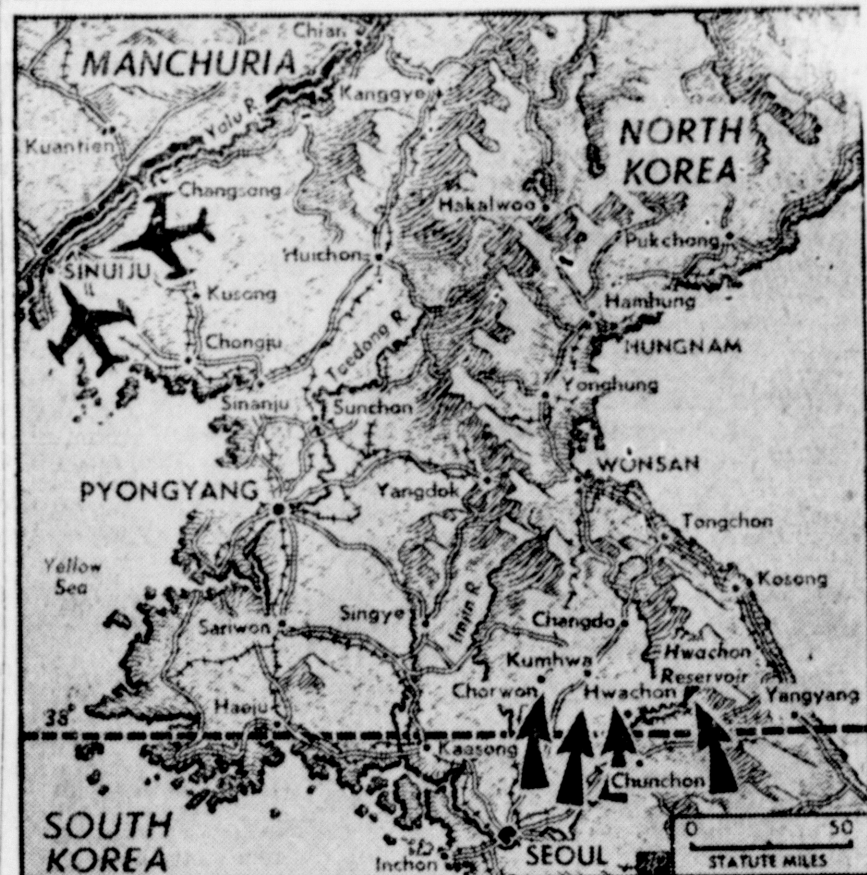 Chian
MANCHURIA
Kanggye
Yalu R.
NORTH
KOREA
Kuantien
Changsong
Hakalwoo
Pukchong
Huichon
SINUIJU
Kusong
Hamhung
Chongju
HUNGNAM
Taedong R.
Yonghung
Sinanju
Sunchon
WONSAN
PYONGYANG
Yangdok
Tongchon
Yellow
Sea
Kosong
Singye
Imjin R.
Changdo
Sariwon
Hwachon
Reservoir
Kumhwa
Chorwon
Hwachon
Yangyang
Haeju
38°
Kaesong
Chunchon
SOUTH
KOREA
Inchon
SEOUL
0 50
STATUTE MILES